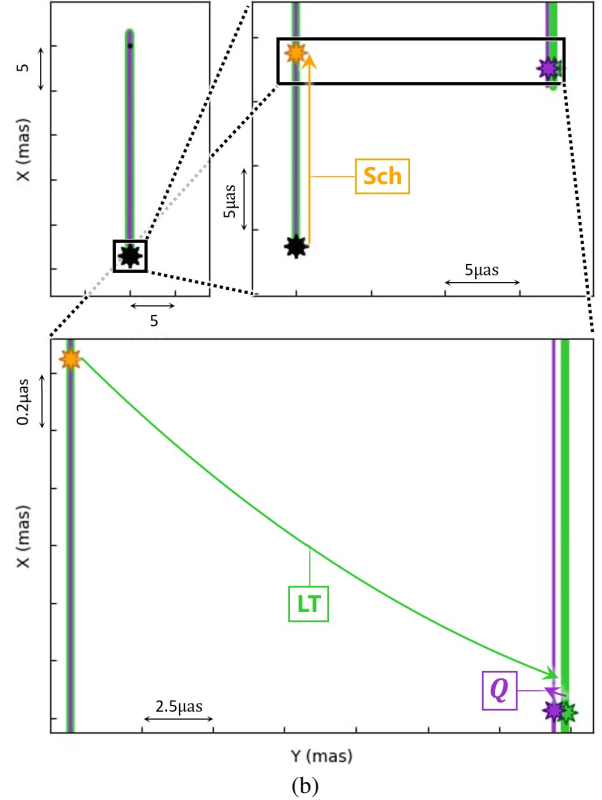 5
X (mas)
5
5μas
Sch
5μas
0.2μas
X (mas)
LT
Q
2.5μas
Y (mas)
(b)